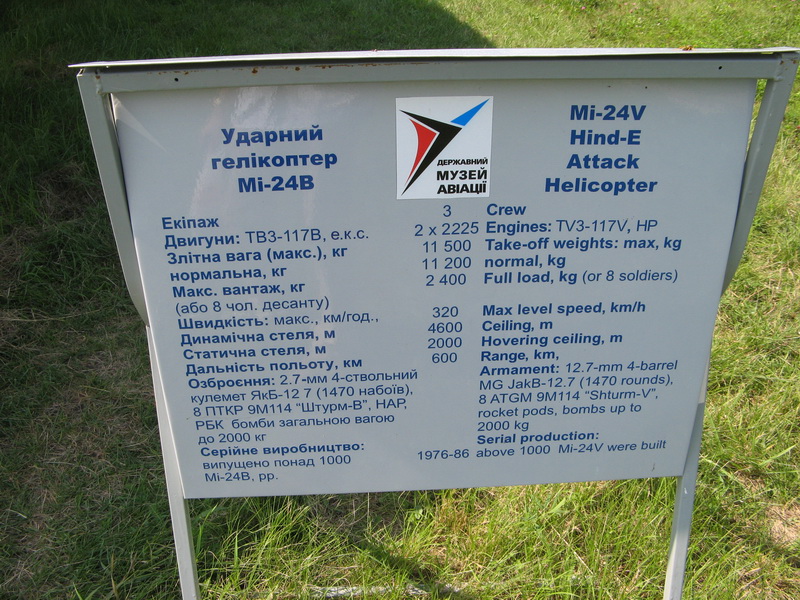 Ударний
гелікоптер
Мі-24В
ДЕРЖАВНИЙ
МУЗЕЙ
АВІАЦІЇ
Mi-24V
Hind-E
Attack
Helicopter
Екіпаж 3 Crew
Двигуни: ТВ3-117В, е.к.с. 2 x 2225 Engines: TV3-117V, HP
Злітна вага (макс.), кг 11 500 Take-off weights: max, kg
нормальна, кг 11 200 normal, kg
Макс. вантаж, кг 2 400 Full load, kg (or 8 soldiers)
(або 8 чол. десанту)
Швидкість: макс., км/год., 320 Max level speed, km/h
Динамічна стеля, м 4600 Ceiling, m
Статична стеля, м 2000 Hovering ceiling, m
Дальність польоту, км 600 Range, km,
Озброєння: 2.7-мм 4-ствольний
кулемет ЯкБ-12 7 (1470 набоїв),
8 ПТКР 9М114 “Штурм-В”, НАР,
РБК бомби загальною вагою
до 2000 кг
Armament: 12.7-mm 4-barrel
MG JakB-12.7 (1470 rounds),
8 ATGM 9M114 “Shturm-V”,
rocket pods, bombs up to
2000 kg
Серійне виробництво:
випущено понад 1000
Мі-24В, рр.
Serial production:
1976-86 above 1000 Mi-24V were built